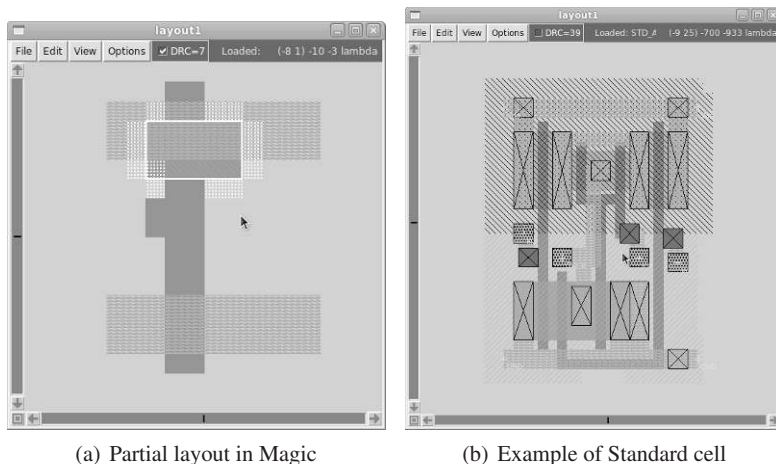 layout1
File Edit View Options DRC=7 Loaded: (-8 1) -10 -3 lambda
layout1
File Edit View Options DRC=39 Loaded: STD_A (-9 25) -700 -933 lambda
(a) Partial layout in Magic
(b) Example of Standard cell